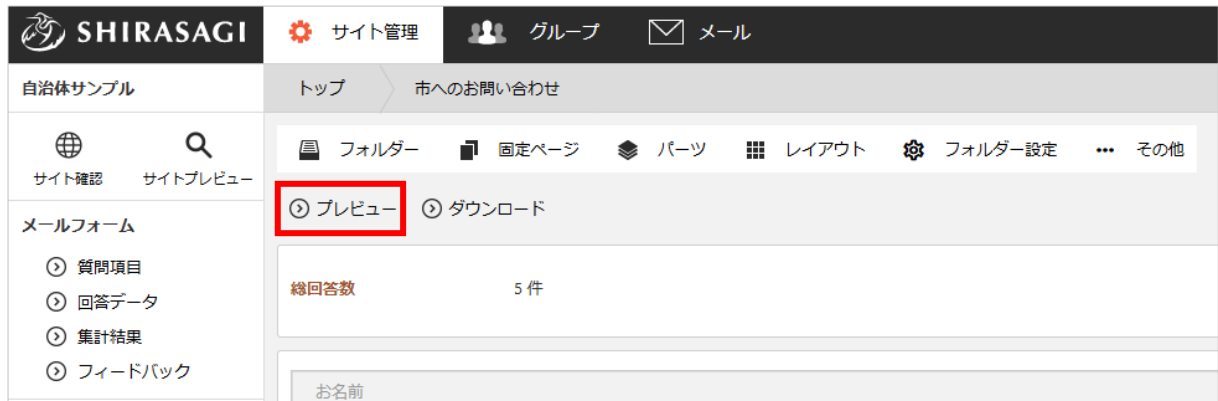 SHIRASAGI サイト管理 グループ メール
自治体サンプル トップ 市へのお問い合わせ
フォルダー 固定ページ パーツ レイアウト フォルダー設定 その他
サイト確認 サイトプレビュー
プレビュー ダウンロード
メールフォーム
質問項目
回答データ
集計結果
フィードバック
総回答数 5 件
お名前